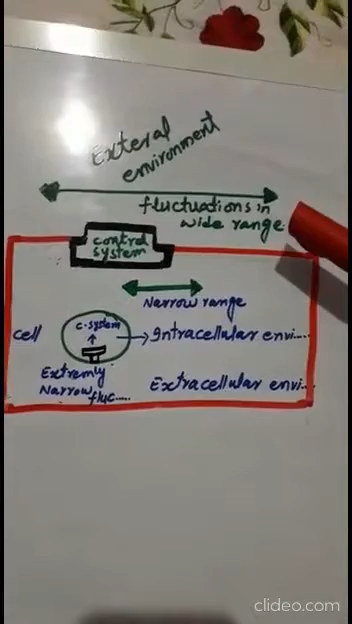 Exteral
environment
fluctuations in
wide range
control
system
Narrow range
cell
c-system
Intracellular envi.....
Extremly
Narrow
fluc.....
Extracellular envi...
clideo.com